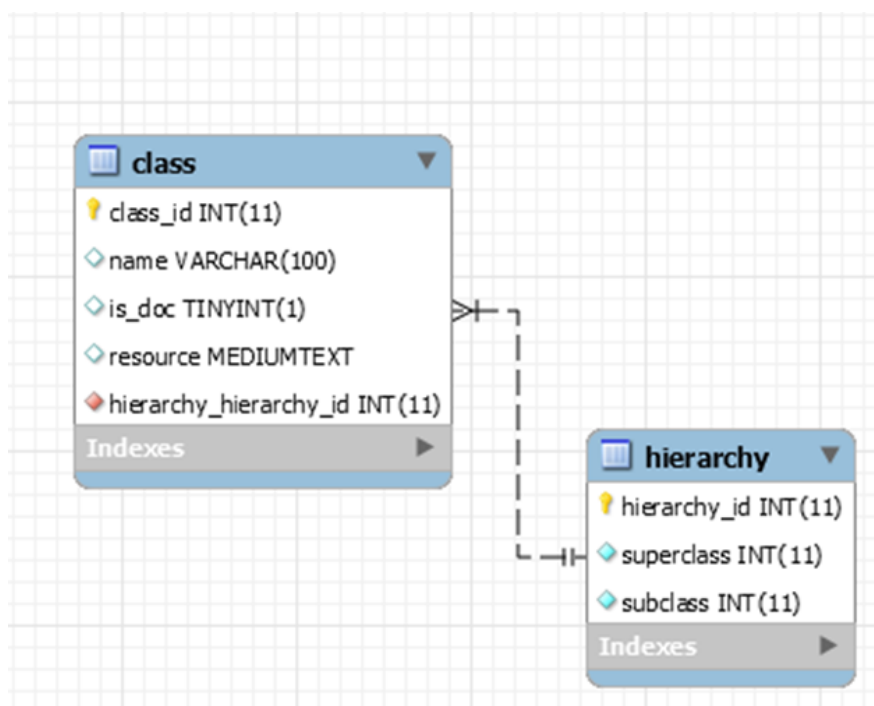 class
class_id INT(11)
name VARCHAR(100)
is_doc TINYINT(1)
resource MEDIUMTEXT
hierarchy_hierarchy_id INT(11)
Indexes
hierarchy
hierarchy_id INT(11)
superclass INT(11)
subclass INT(11)
Indexes